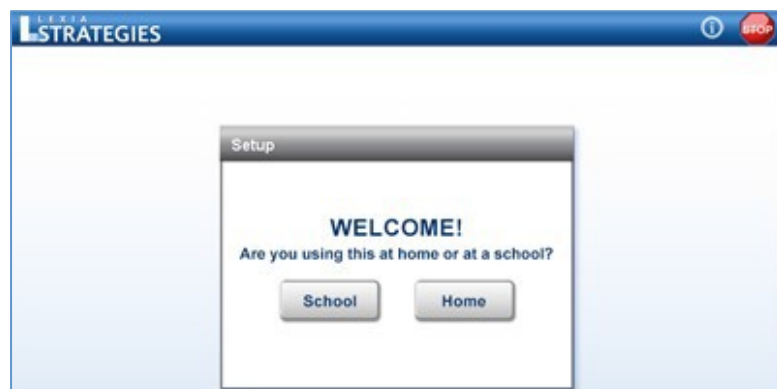 LEXIA
STRATEGIES
STOP
Setup
WELCOME!
Are you using this at home or at a school?
School
Home